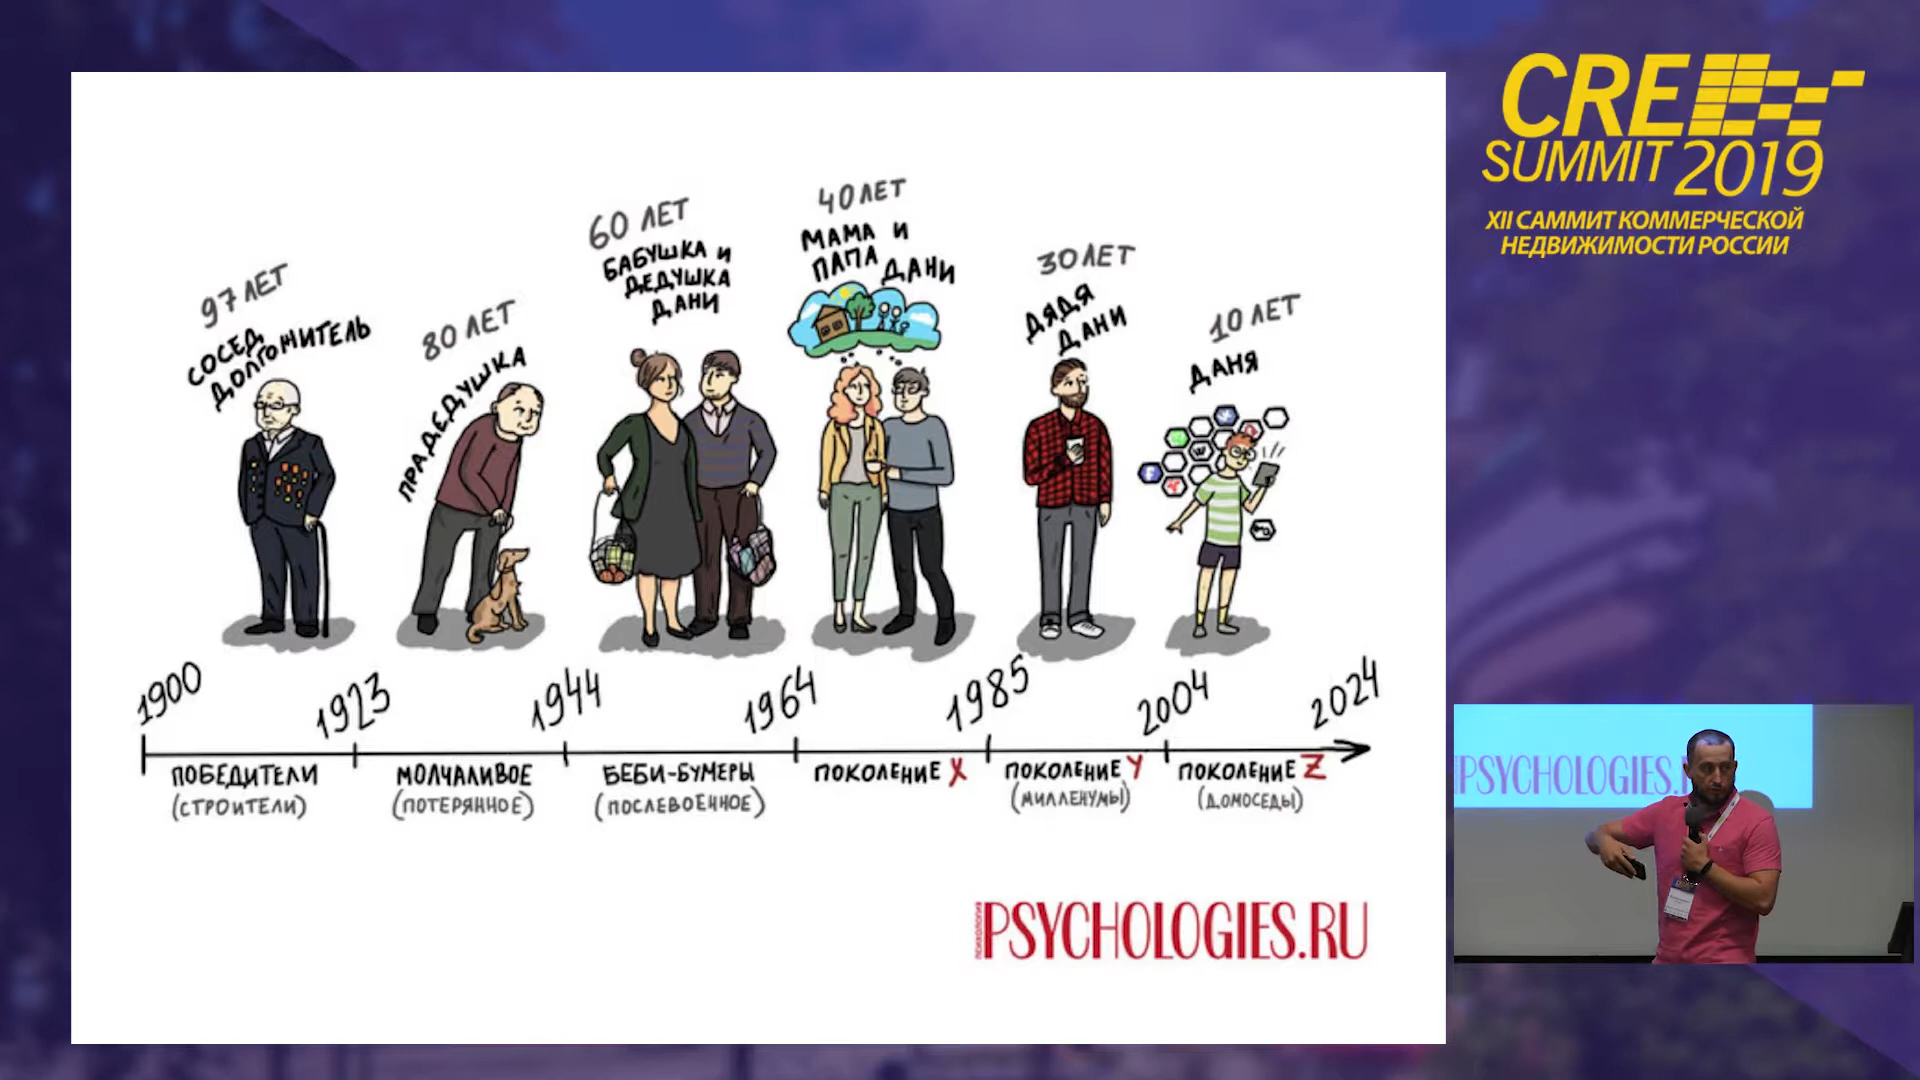 97 ЛЕТ
СОСЕД
ДОЛГОЖИТЕЛЬ
80 ЛЕТ
ПРАДЕДУШКА
60 ЛЕТ
БАБУШКА И
ДЕДУШКА
ДАНИ
40 ЛЕТ
МАМА И
ПАПА
ДАНИ
30 ЛЕТ
ДЯДЯ
ДАНИ
10 ЛЕТ
ДАНЯ
1900
1923
1944
1964
1985
2004
2024
ПОБЕДИТЕЛИ
(СТРОИТЕЛИ)
МОЛЧАЛИВОЕ
(ПОТЕРЯННОЕ)
БЕБИ-БУМЕРЫ
(ПОСЛЕВОЕННОЕ)
ПОКОЛЕНИЕ X
ПОКОЛЕНИЕ Y
(МИЛЛЕНУМЫ)
ПОКОЛЕНИЕ Z
(ДОМОСЕДЫ)
PSYCHOLOGIES.RU
CRE
SUMMIT 2019
XII САММИТ КОММЕРЧЕСКОЙ
НЕДВИЖИМОСТИ РОССИИ
PSYCHOLOGIES.